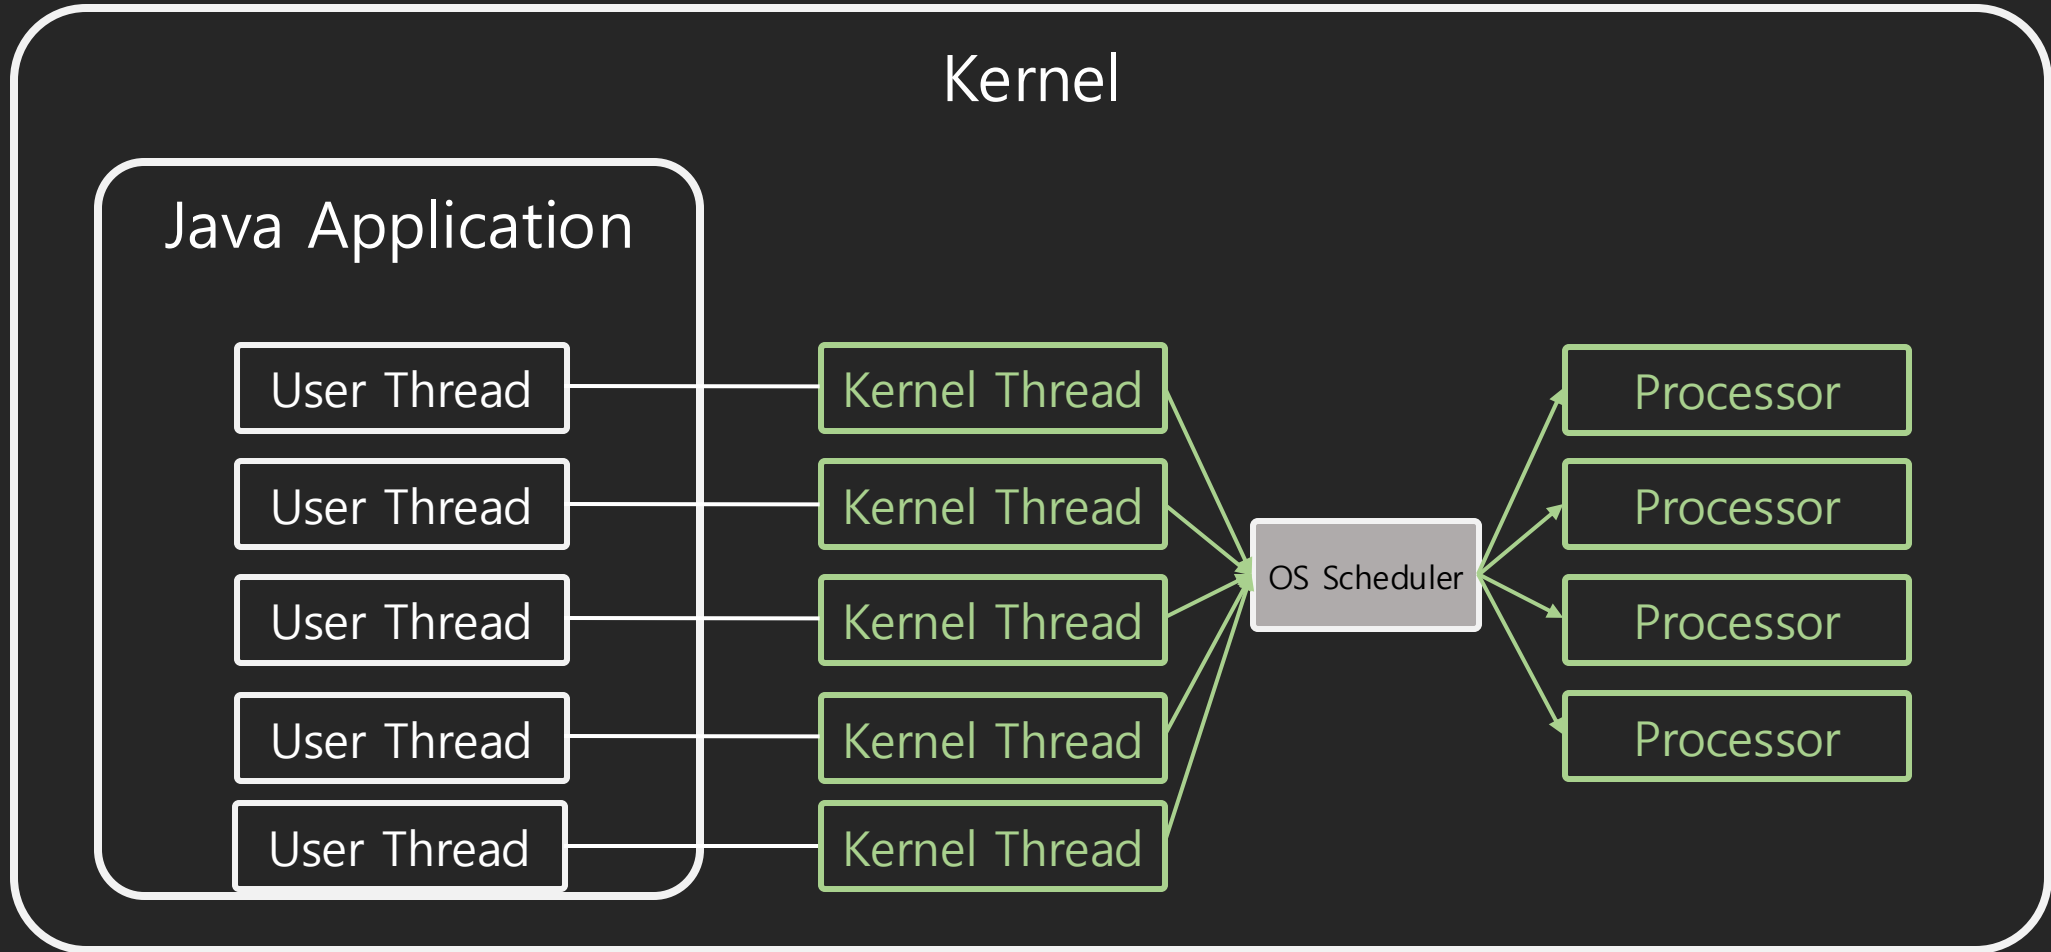 Kernel
Java Application
User Thread
Kernel Thread
Processor
User Thread
Kernel Thread
Processor
OS Scheduler
User Thread
Kernel Thread
Processor
User Thread
Kernel Thread
Processor
User Thread
Kernel Thread